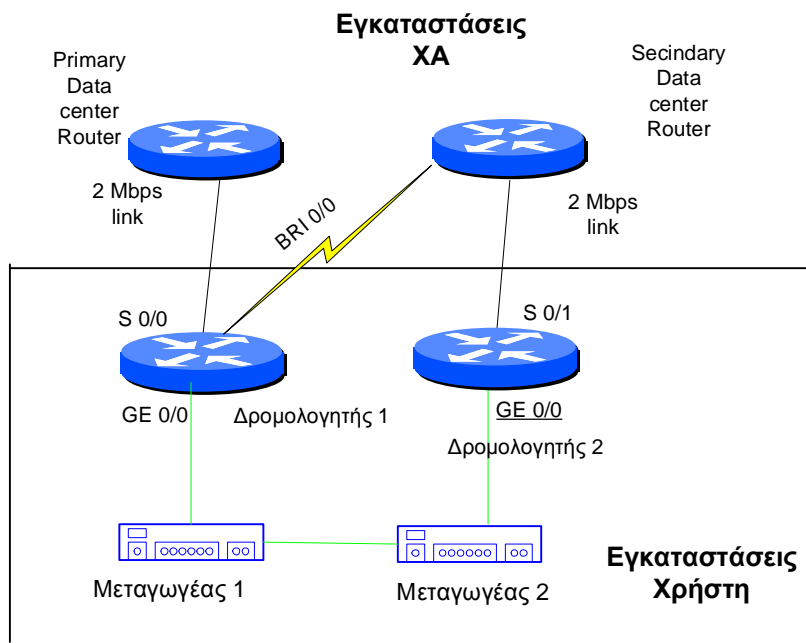 Εγκαταστάσεις
ΧΑ
Primary
Data
center
Router
Secindary
Data
center
Router
2 Mbps
link
BRI 0/0
2 Mbps
link
S 0/0
S 0/1
GE 0/0
Δρομολογητής 1
GE 0/0
Δρομολογητής 2
Μεταγωγέας 1
Μεταγωγέας 2
Εγκαταστάσεις
Χρήστη